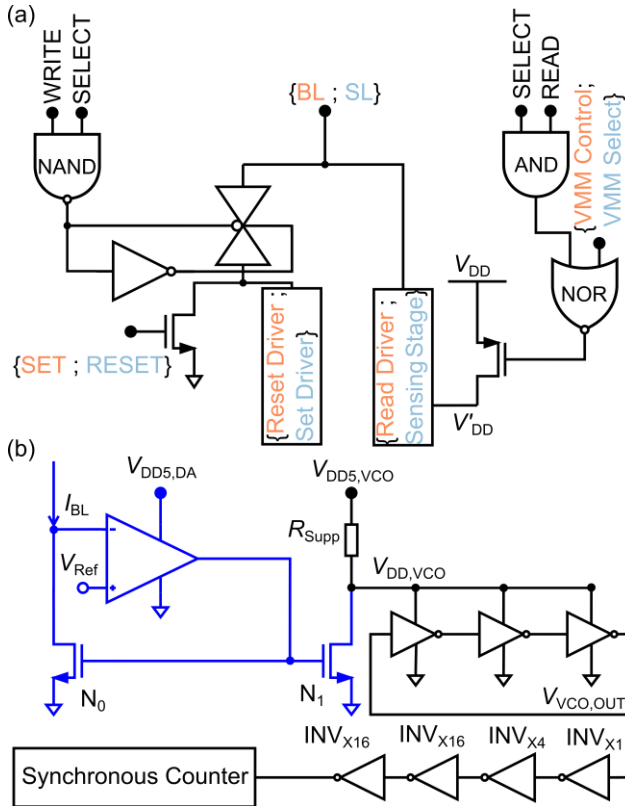 (a)
WRITE
SELECT
NAND
{BL ; SL}
SELECT
READ
AND
{VMM Control ;
VMM Select}
NOR
V_DD
V'_DD
{SET ; RESET}
{Reset Driver ;
Set Driver}
{Read Driver ;
Sensing Stage}
(b)
I_BL
V_DD5,DA
V_Ref
N_0
N_1
V_DD5,VCO
R_Supp
V_DD,VCO
V_VCO,OUT
INV_X16
INV_X16
INV_X4
INV_X1
Synchronous Counter